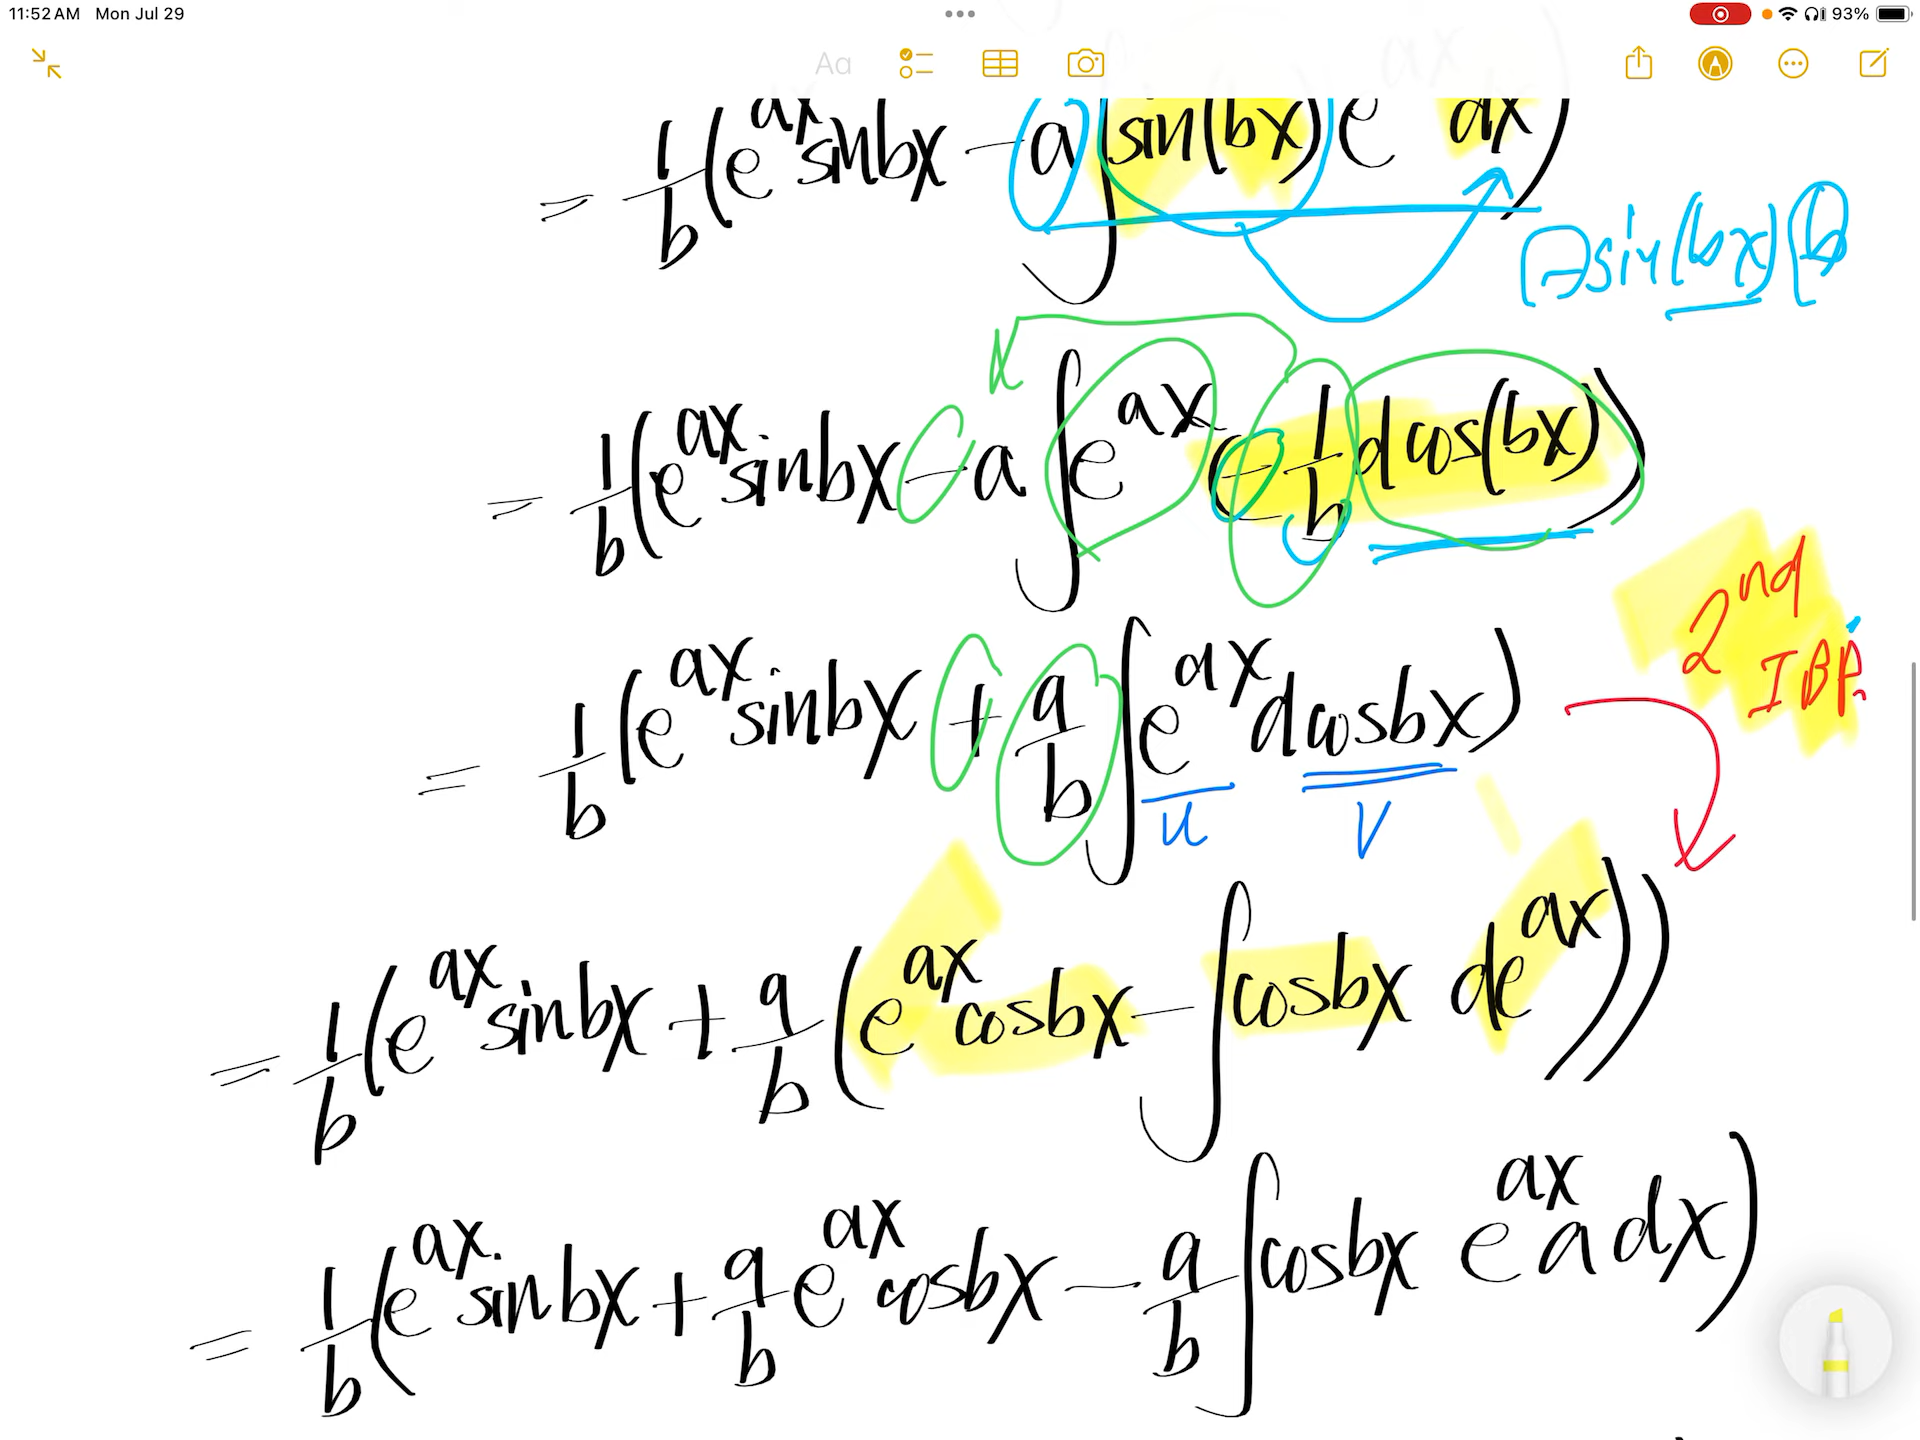 11:52 AM Mon Jul 29
93%
Aa
= 1/b (e^ax sinbx - a ∫ sin(bx) e^ax dx)
(-) sin(bx) (b
= 1/b (e^ax sinbx - a ∫ e^ax (- 1/b d cos(bx)))
2nd IBP.
= 1/b (e^ax sinbx + a/b ∫ e^ax dcosbx)
u v
= 1/b (e^ax sinbx + a/b (e^ax cosbx - ∫ cosbx de^ax))
= 1/b (e^ax sinbx + a/b e^ax cosbx - a/b ∫ cosbx e^ax a dx)